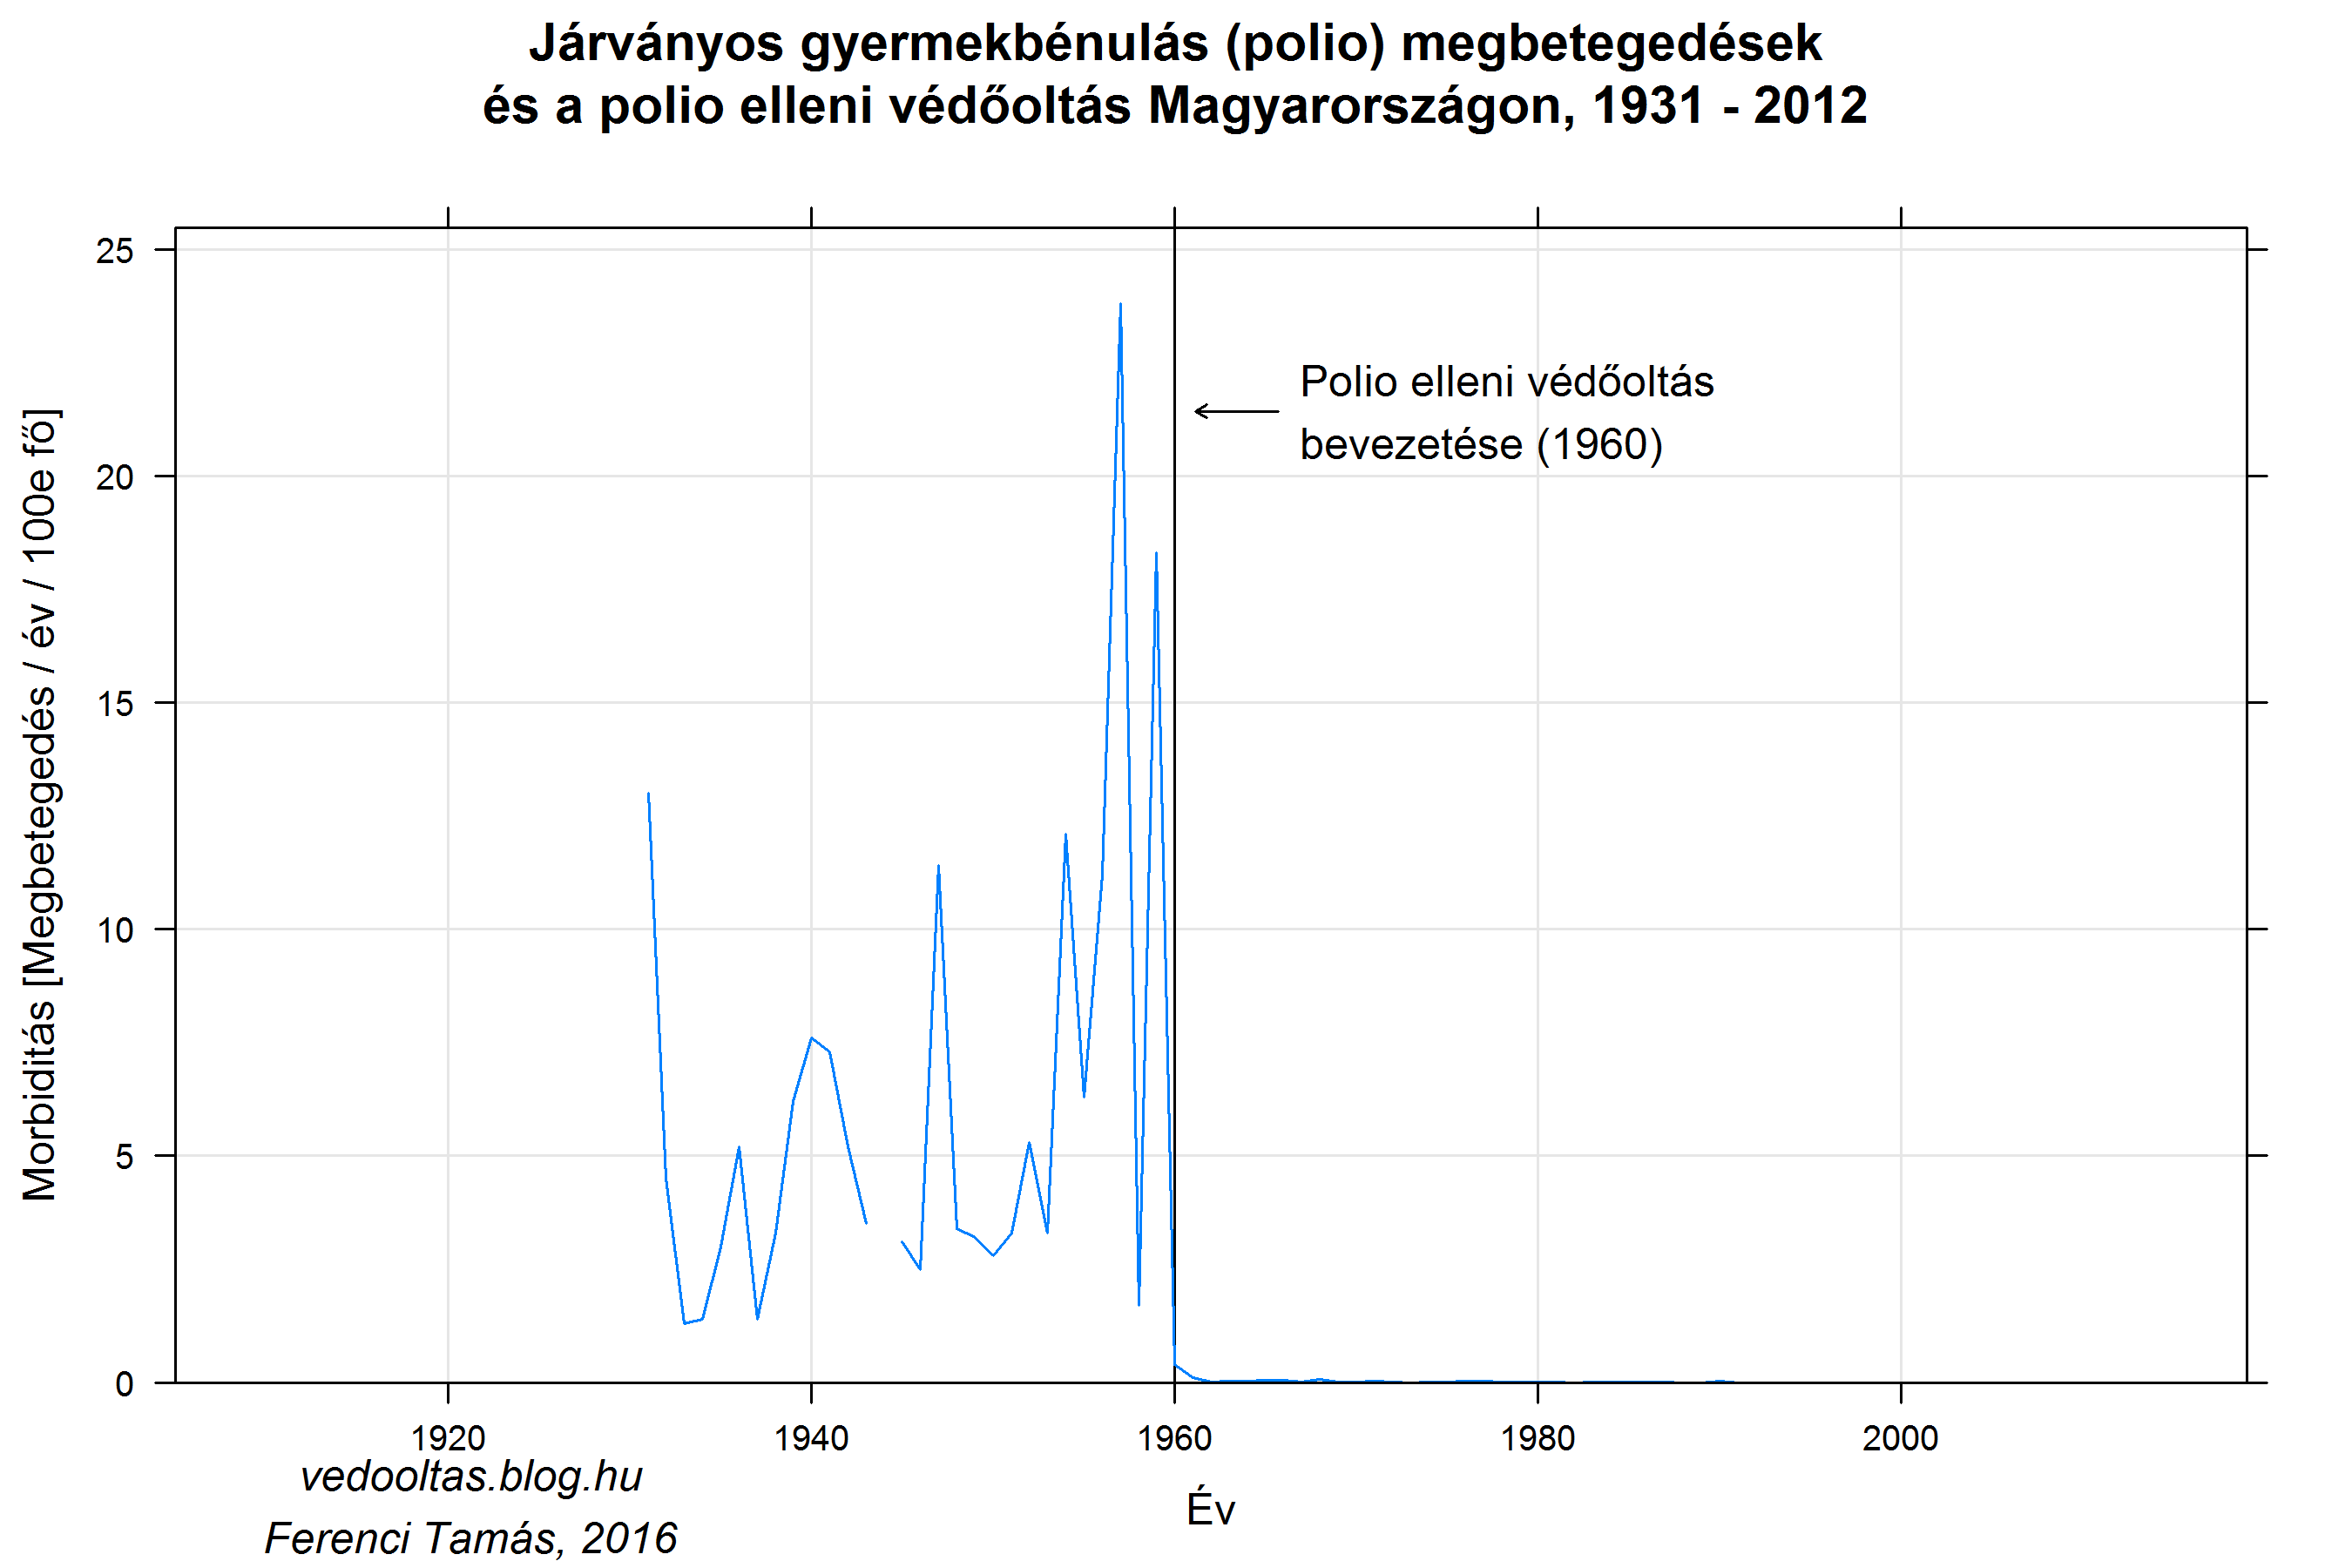 Járványos gyermekbénulás (polio) megbetegedések
és a polio elleni védőoltás Magyarországon, 1931 - 2012
Morbiditás [Megbetegedés / év / 100e fő]
25
20
15
10
5
0
Polio elleni védőoltás
bevezetése (1960)
1920
1940
1960
1980
2000
Év
vedooltas.blog.hu
Ferenci Tamás, 2016